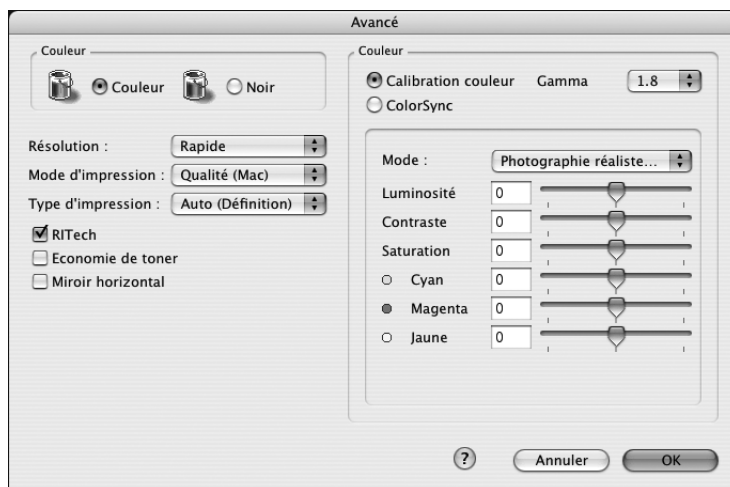 Avancé
Couleur
Couleur
Noir
Résolution :
Rapide
Mode d'impression :
Qualité (Mac)
Type d'impression :
Auto (Définition)
RITech
Economie de toner
Miroir horizontal
Couleur
Calibration couleur
Gamma
1.8
ColorSync
Mode :
Photographie réaliste...
Luminosité
0
Contraste
0
Saturation
0
Cyan
0
Magenta
0
Jaune
0
?
Annuler
OK